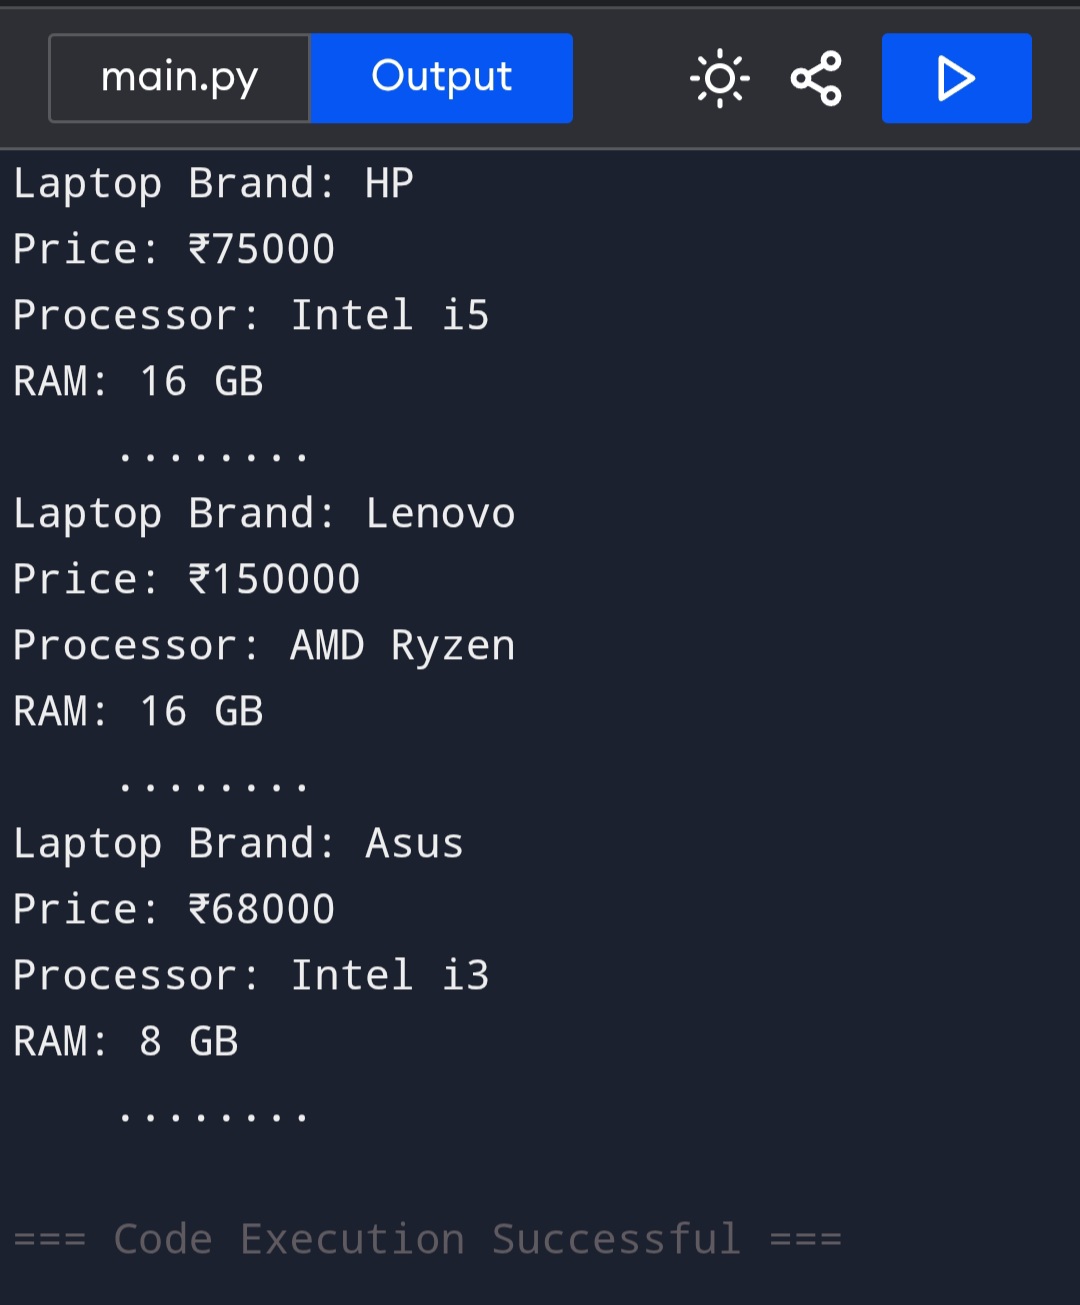 main.py Output
Laptop Brand: HP
Price: ₹75000
Processor: Intel i5
RAM: 16 GB
........
Laptop Brand: Lenovo
Price: ₹150000
Processor: AMD Ryzen
RAM: 16 GB
........
Laptop Brand: Asus
Price: ₹68000
Processor: Intel i3
RAM: 8 GB
........
=== Code Execution Successful ===